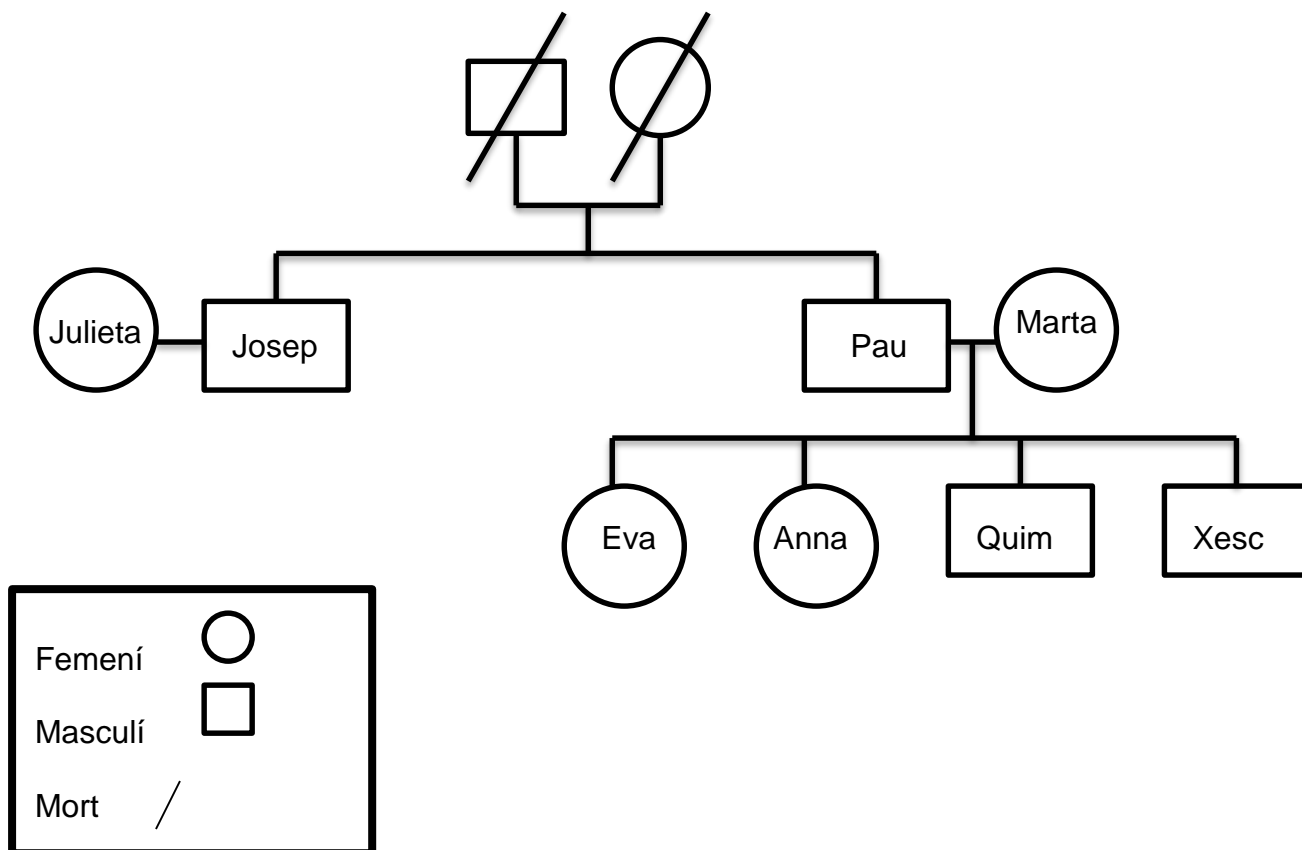 Julieta
Josep
Pau
Marta
Eva
Anna
Quim
Xesc
Femení
Masculí
Mort